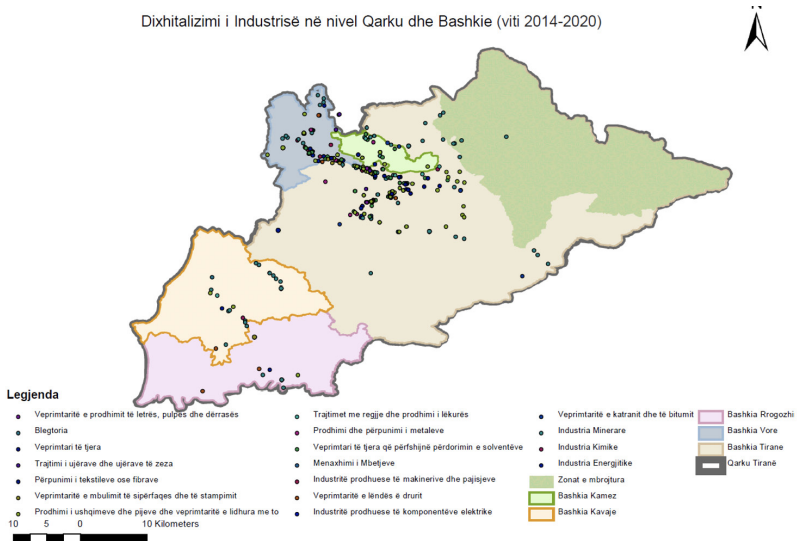 Dixhitalizimi i Industrisë në nivel Qarku dhe Bashkie (viti 2014-2020)
N
Legjenda
Veprimtaritë e prodhimit të letrës, pulpës dhe dërrasës
Blegtoria
Veprimtari të tjera
Trajtimi i ujërave dhe ujërave të zeza
Përpunimi i tekstileve ose fibrave
Veprimtaritë e mbulimit të sipërfaqes dhe të stampimit
Prodhimi i ushqimeve dhe pijeve dhe veprimtaritë e lidhura me to
Trajtimet me regjje dhe prodhimi i lëkurës
Prodhimi dhe përpunimi i metaleve
Veprimtari të tjera që përfshijnë përdorimin e solventëve
Menaxhimi i Mbetjeve
Industritë prodhuese të makinerive dhe pajisjeve
Veprimtaritë e lëndës së drurit
Industritë prodhuese të komponentëve elektrike
Veprimtaritë e katranit dhe të bitumit
Industria Minerare
Industria Kimike
Industria Energjitike
Zonat e mbrojtura
Bashkia Kamez
Bashkia Kavaje
Bashkia Rrogozhi
Bashkia Vore
Bashkia Tirane
Qarku Tiranë
10 5 0 10 Kilometers